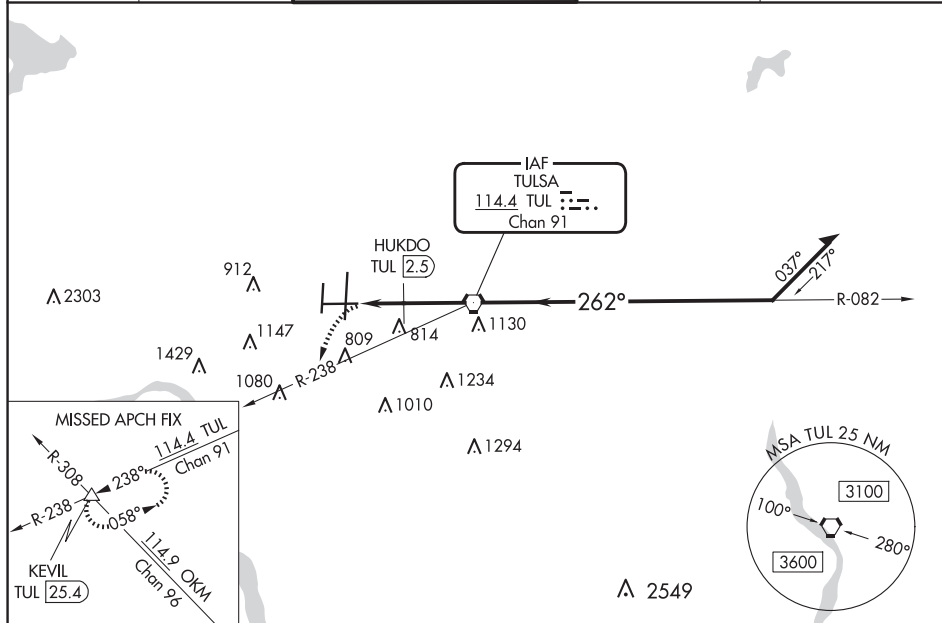 IAF
TULSA
114.4 TUL
Chan 91
HUKDO
TUL 2.5
037°
217°
912
2303
262°
R-082
1130
814
809
1147
1429
R-238
1080
1234
1010
1294
MISSED APCH FIX
114.4 TUL
Chan 91
R-308
238°
R-238
058°
114.9 OKM
Chan 96
KEVIL
TUL 25.4
MSA TUL 25 NM
3100
100°
280°
3600
2549